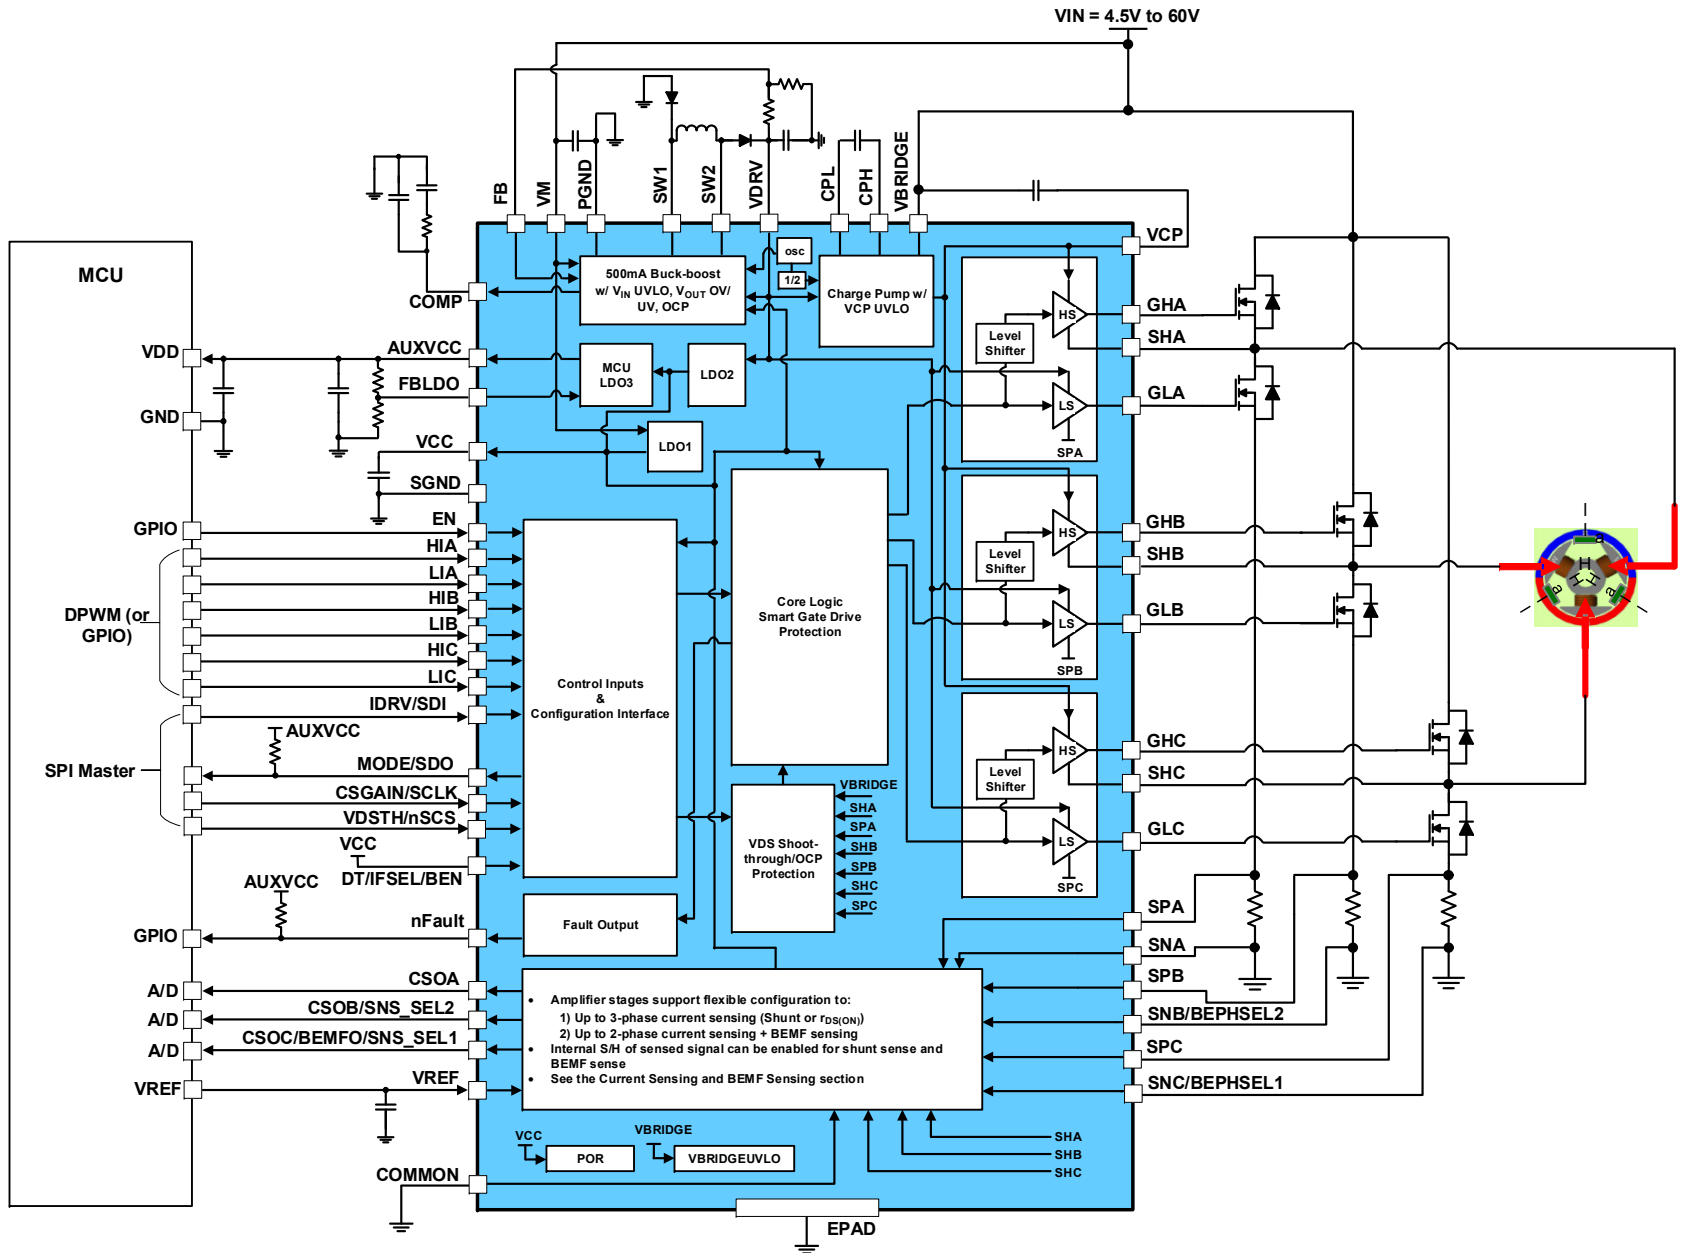 VIN = 4.5V to 60V
FB
VM
PGND
SW1
SW2
VDRV
CPL
CPH
VBRIDGE
MCU
COMP
500mA Buck-boost
w/ VIN UVLO, VOUT OV/
UV, OCP
osc
1/2
Charge Pump w/
VCP UVLO
VCP
HS
Level
Shifter
LS
SPA
GHA
SHA
GLA
VDD
AUXVCC
MCU
LDO3
LDO2
FBLDO
GND
VCC
LDO1
SGND
GPIO
EN
HIA
LIA
HIB
LIB
HIC
LIC
DPWM (or
GPIO)
IDRV/SDI
AUXVCC
SPI Master
MODE/SDO
CSGAIN/SCLK
VDSTH/nSCS
VCC
DT/IFSEL/BEN
Control Inputs
&
Configuration Interface
Core Logic
Smart Gate Drive
Protection
HS
Level
Shifter
LS
SPB
GHB
SHB
GLB
H
H
H
a
a
a
HS
Level
Shifter
LS
SPC
GHC
SHC
GLC
VDS Shoot-
through/OCP
Protection
VBRIDGE
SHA
SPA
SHB
SPB
SHC
SPC
AUXVCC
GPIO
nFault
Fault Output
SPA
SNA
SPB
SNB/BEPHSEL2
SPC
SNC/BEPHSEL1
A/D
CSOA
A/D
CSOB/SNS_SEL2
A/D
CSOC/BEMFO/SNS_SEL1
VREF
VREF
• Amplifier stages support flexible configuration to:
1) Up to 3-phase current sensing (Shunt or rDS(ON))
2) Up to 2-phase current sensing + BEMF sensing
• Internal S/H of sensed signal can be enabled for shunt sense and
BEMF sense
• See the Current Sensing and BEMF Sensing section
VCC
POR
VBRIDGE
VBRIDGEUVLO
SHA
SHB
SHC
COMMON
EPAD